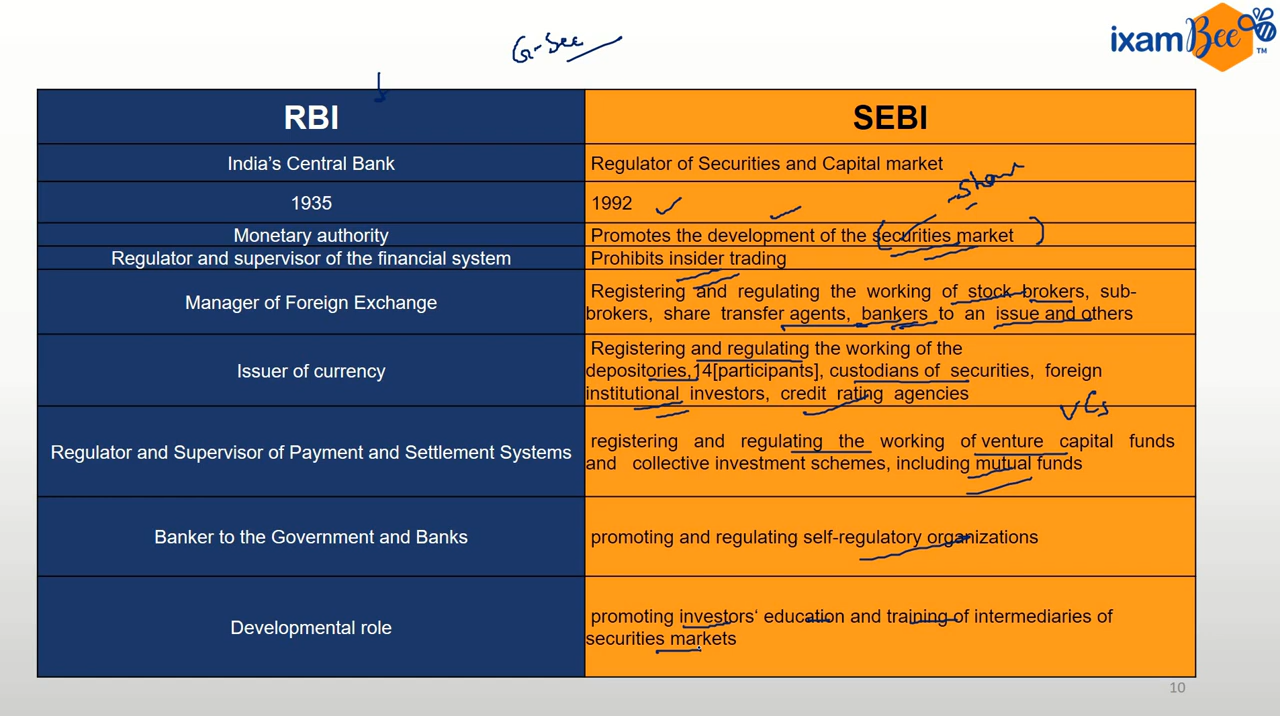 G-Sec
ixamBee
TM
RBI
SEBI
India's Central Bank
Regulator of Securities and Capital market
Share
1935
1992
Monetary authority
Promotes the development of the securities market
Regulator and supervisor of the financial system
Prohibits insider trading
Manager of Foreign Exchange
Registering and regulating the working of stock brokers, sub-
brokers, share transfer agents, bankers to an issue and others
Issuer of currency
Registering and regulating the working of the
depositories,14[participants], custodians of securities, foreign
institutional investors, credit rating agencies
VCs
Regulator and Supervisor of Payment and Settlement Systems
registering and regulating the working of venture capital funds
and collective investment schemes, including mutual funds
Banker to the Government and Banks
promoting and regulating self-regulatory organizations
Developmental role
promoting investors' education and training of intermediaries of
securities markets
10